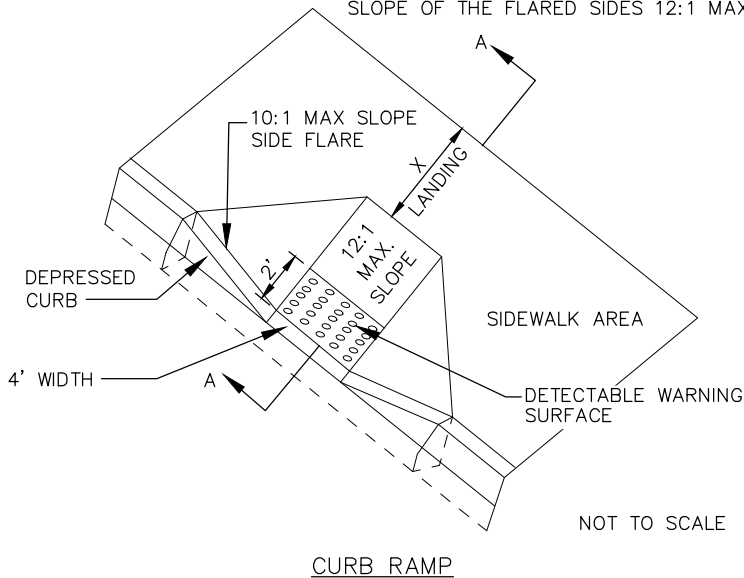 SLOPE OF THE FLARED SIDES 12:1 MAX
A
10:1 MAX SLOPE
SIDE FLARE
X
LANDING
12:1
MAX.
SLOPE
2'
DEPRESSED
CURB
SIDEWALK AREA
4' WIDTH
A
DETECTABLE WARNING
SURFACE
NOT TO SCALE
CURB RAMP